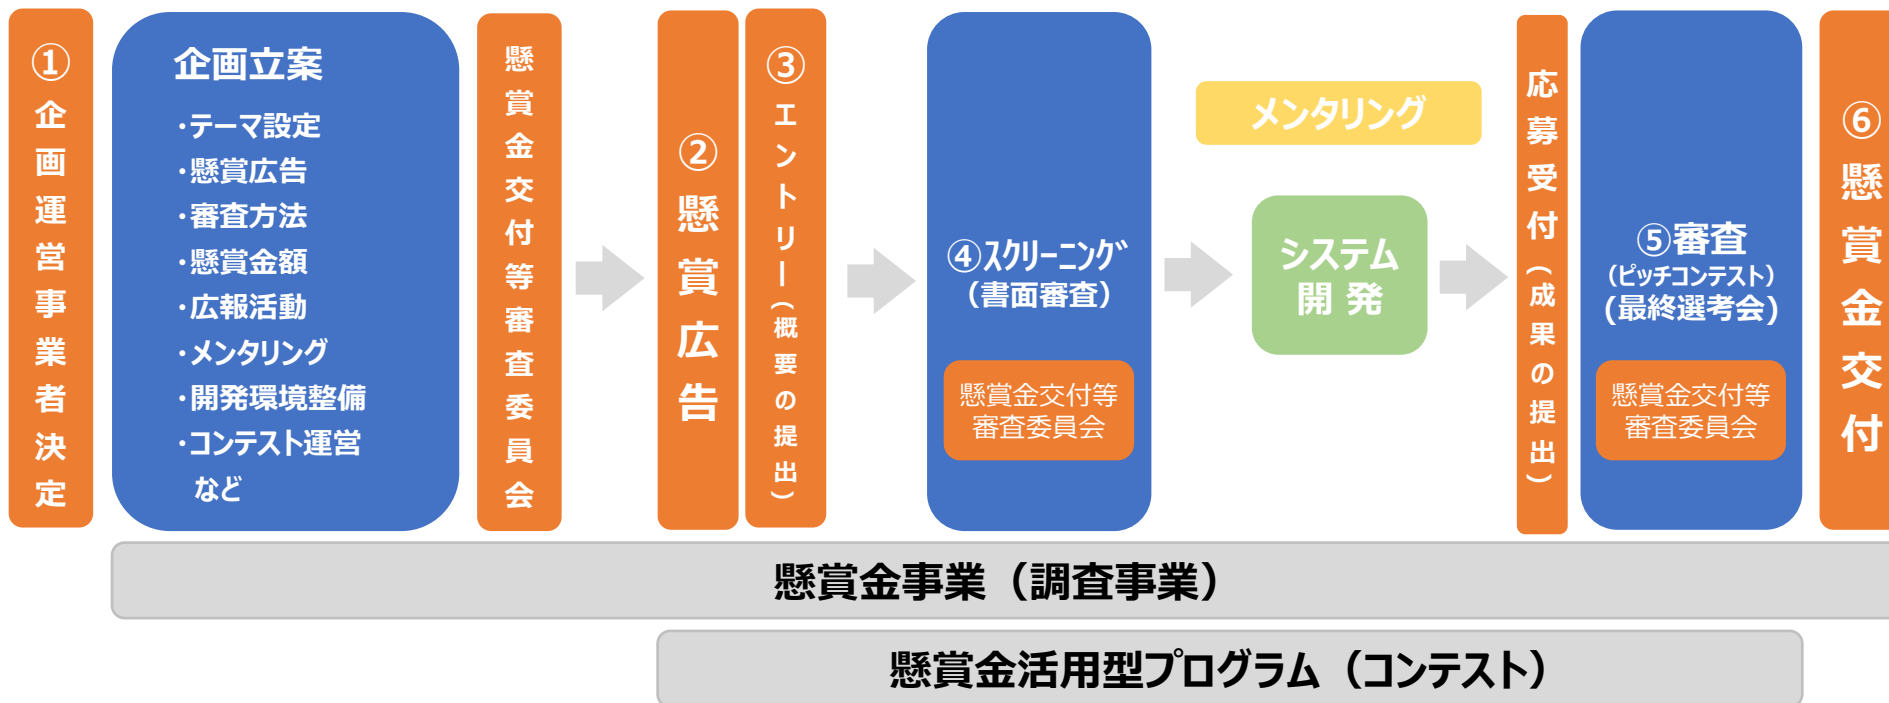 ①企画運営事業者決定
企画立案
・テーマ設定
・懸賞広告
・審査方法
・懸賞金額
・広報活動
・メンタリング
・開発環境整備
・コンテスト運営
など
懸賞金交付等審査委員会
②懸賞広告
③エントリー(概要の提出)
④スクリーニング
（書面審査）
懸賞金交付等
審査委員会
メンタリング
システム
開 発
応募受付(成果の提出)
⑤審査
（ピッチコンテスト）
(最終選考会)
懸賞金交付等
審査委員会
⑥懸賞金交付
懸賞金事業（調査事業）
懸賞金活用型プログラム（コンテスト）